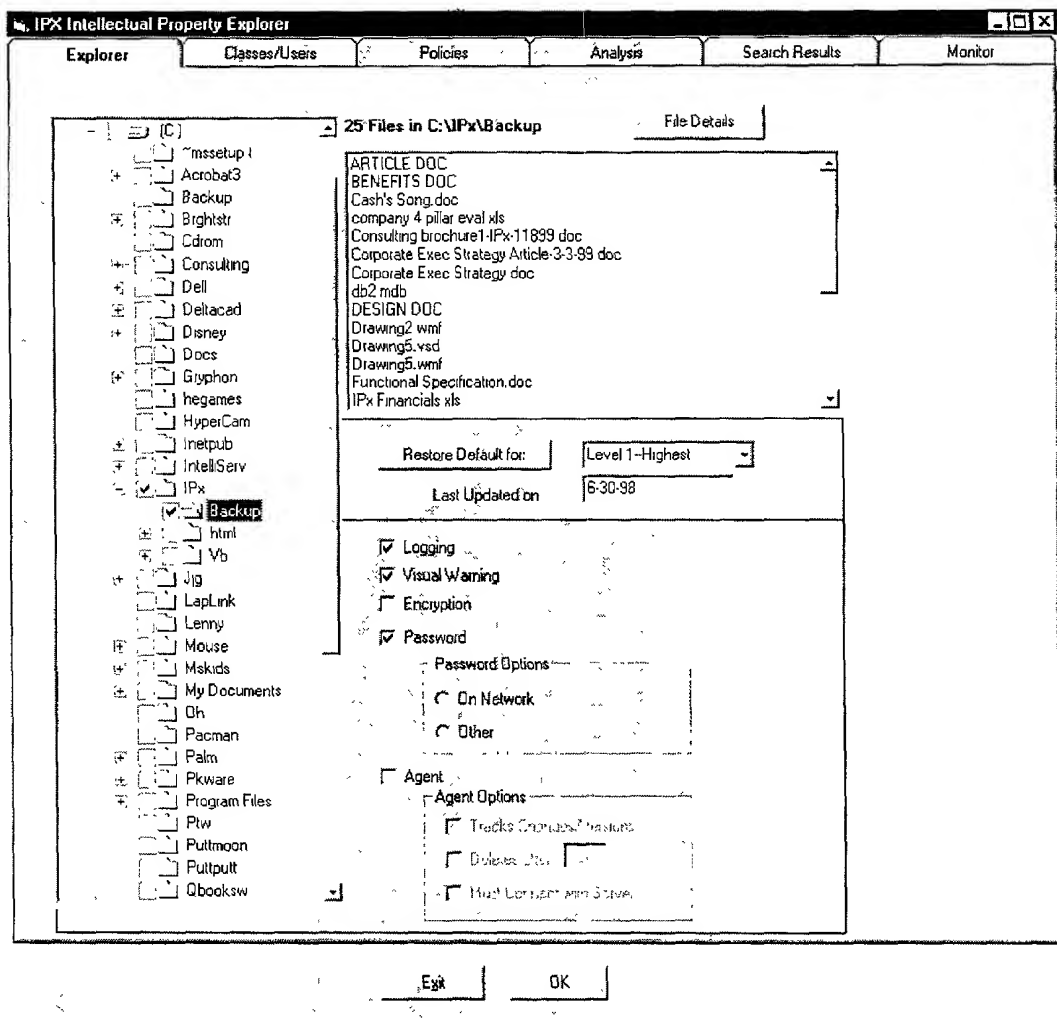 IPX Intellectual Property Explorer
Explorer Classes/Users Policies Analysis Search Results Monitor
25 Files in C:\IPx\Backup File Details
(C)
~mssetup t
Acrobat3
Backup
Brghtstr
Cdrom
Consulting
Dell
Deltacad
Disney
Docs
Gryphon
hegames
HyperCam
Inetpub
IntelliServ
IPx
Backup
html
Vb
Jig
LapLink
Lenny
Mouse
Mskids
My Documents
Oh
Pacman
Palm
Pkware
Program Files
Ptw
Puttmoon
Puttputt
Qbooksw
ARTICLE DOC
BENEFITS DOC
Cash's Song.doc
company 4 pillar eval xls
Consulting brochure1-IPx-11899 doc
Corporate Exec Strategy Article-3-3-99 doc
Corporate Exec Strategy doc
db2 mdb
DESIGN DOC
Drawing2 wmf
Drawing5.vsd
Drawing5.wmf
Functional Specification.doc
IPx Financials xls
Restore Default for: Level 1--Highest
Last Updated on 6-30-98
Logging
Visual Warning
Encryption
Password
Password Options
On Network
Other
Agent
Agent Options
Tracks
Exit OK